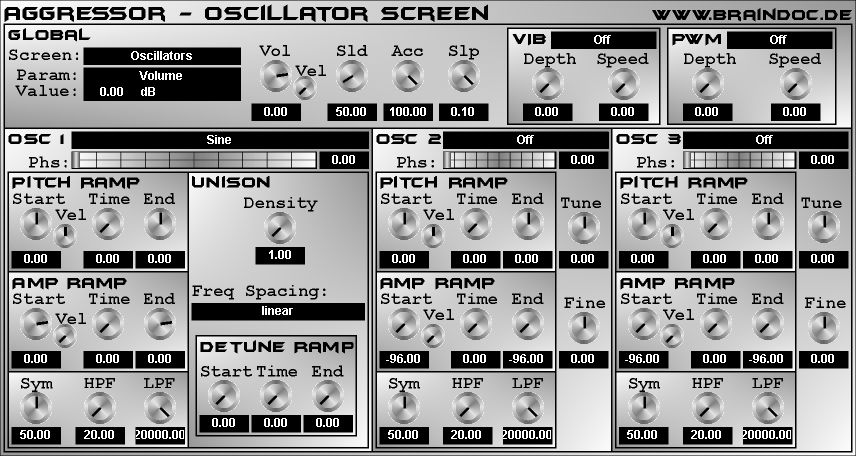 AGGRESSOR - OSCILLATOR SCREEN
WWW.BRAINDOC.DE
GLOBAL
Screen: Oscillators
Param: Volume
Value: 0.00 dB
Vol Vel Sld Acc Slp
0.00 50.00 100.00 0.10
VIB Off
Depth Speed
0.00 0.00
PWM Off
Depth Speed
0.00 0.00
OSC 1 Sine
Phs: 0.00
PITCH RAMP
Start Vel Time End
0.00 0.00 0.00
AMP RAMP
Start Vel Time End
0.00 0.00 0.00
Sym HPF LPF
50.00 20.00 20000.00
UNISON
Density
1.00
Freq Spacing:
linear
DETUNE RAMP
Start Time End
0.00 0.00 0.00
OSC 2 Off
Phs: 0.00
PITCH RAMP
Start Vel Time End
0.00 0.00 0.00
Tune
0.00
AMP RAMP
Start Vel Time End
-96.00 0.00 -96.00
Fine
0.00
Sym HPF LPF
50.00 20.00 20000.00
OSC 3 Off
Phs: 0.00
PITCH RAMP
Start Vel Time End
0.00 0.00 0.00
Tune
0.00
AMP RAMP
Start Vel Time End
-96.00 0.00 -96.00
Fine
0.00
Sym HPF LPF
50.00 20.00 20000.00